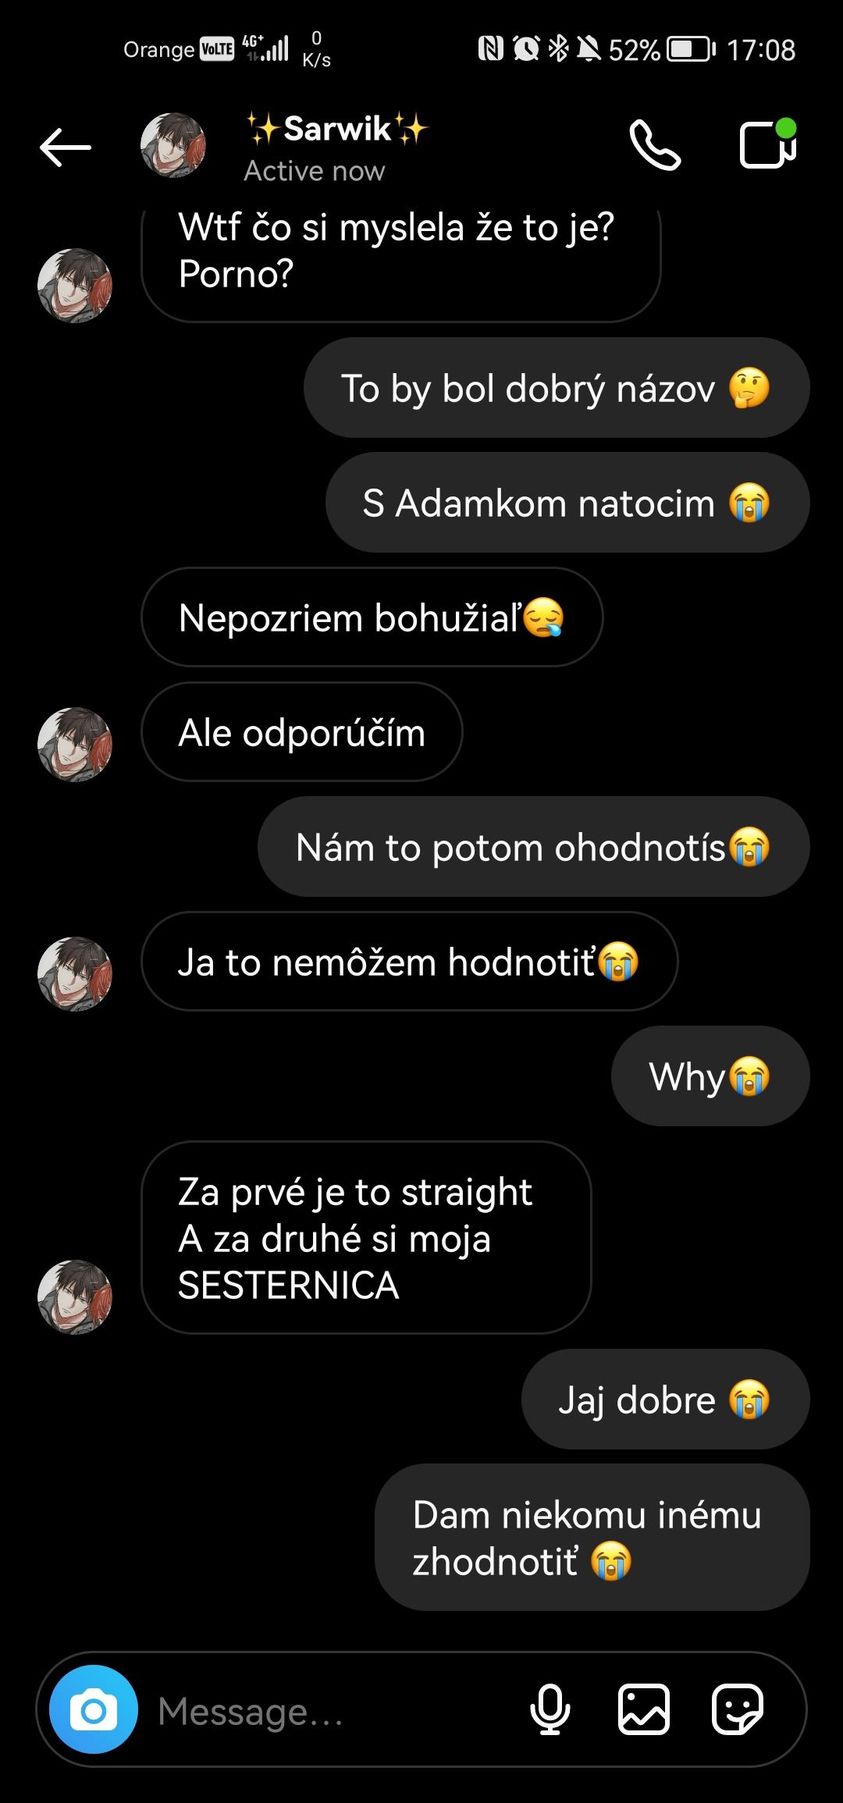 Orange VoLTE 4G+ 0 K/s 52% 17:08
✨Sarwik✨
Active now
Wtf čo si myslela že to je?
Porno?
To by bol dobrý názov 🤔
S Adamkom natocim 😭
Nepozriem bohužiaľ😪
Ale odporúčím
Nám to potom ohodnotís😭
Ja to nemôžem hodnotiť😭
Why😭
Za prvé je to straight
A za druhé si moja
SESTERNICA
Jaj dobre 😭
Dam niekomu inému
zhodnotiť 😭
Message...